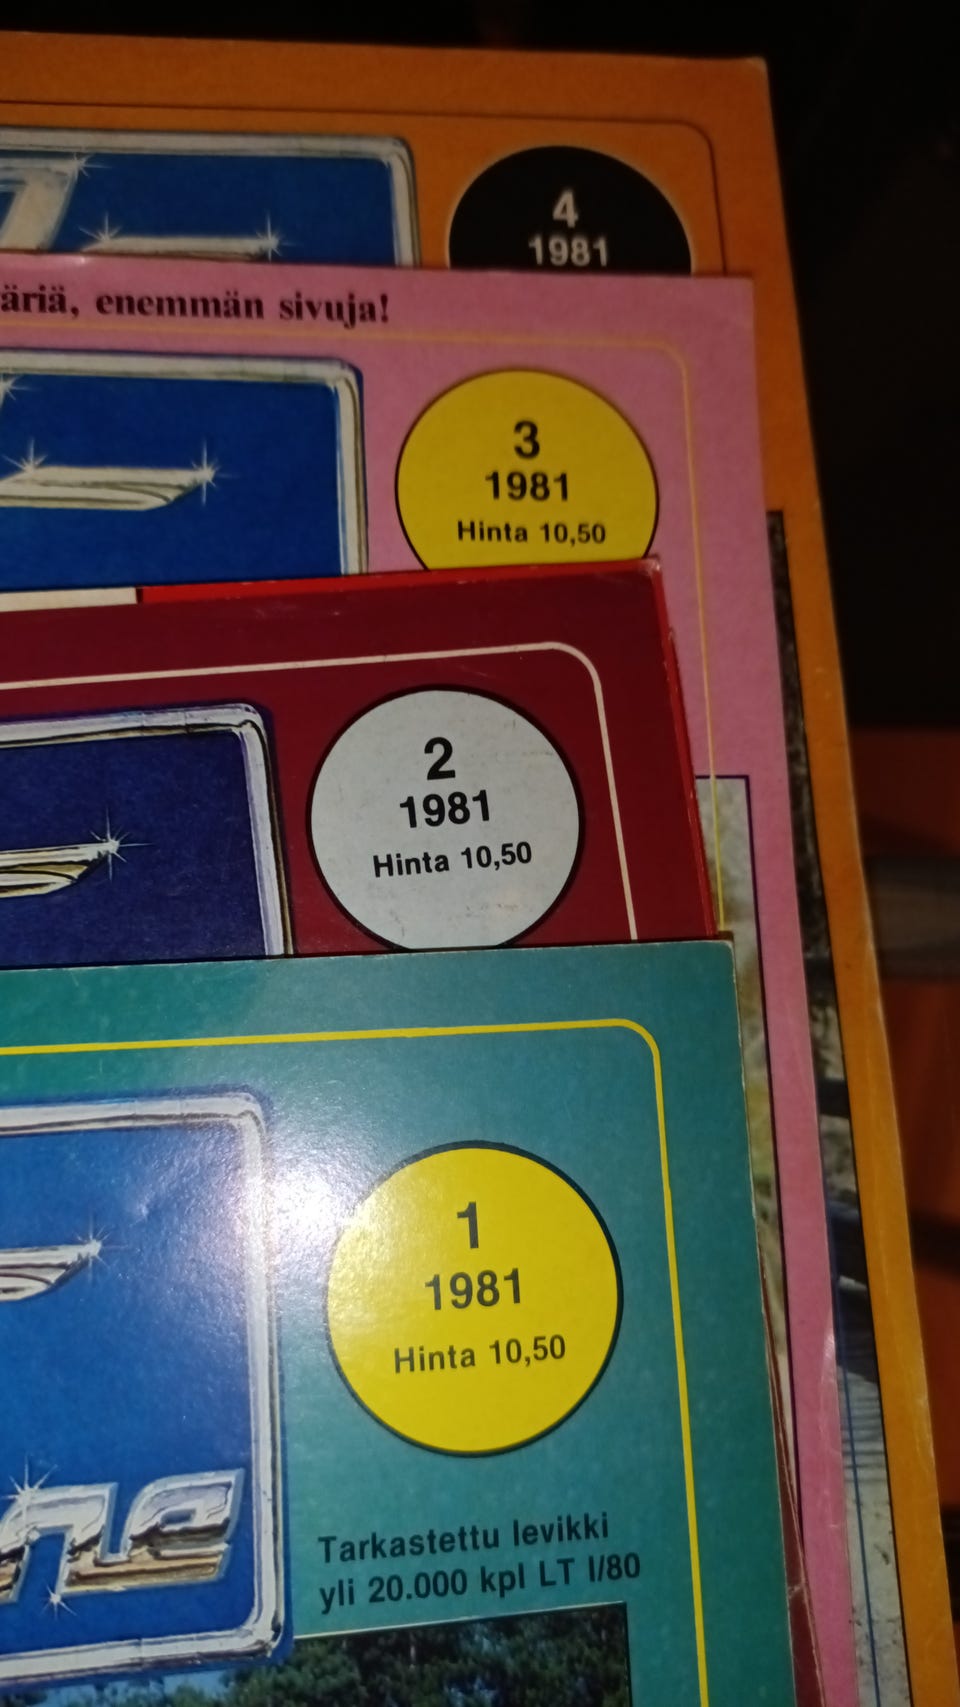 4
1981
enemmän sivuja!
3
1981
Hinta 10,50
2
1981
Hinta 10,50
1
1981
Hinta 10,50
ne
Tarkastettu levikki
yli 20.000 kpl LT I/80